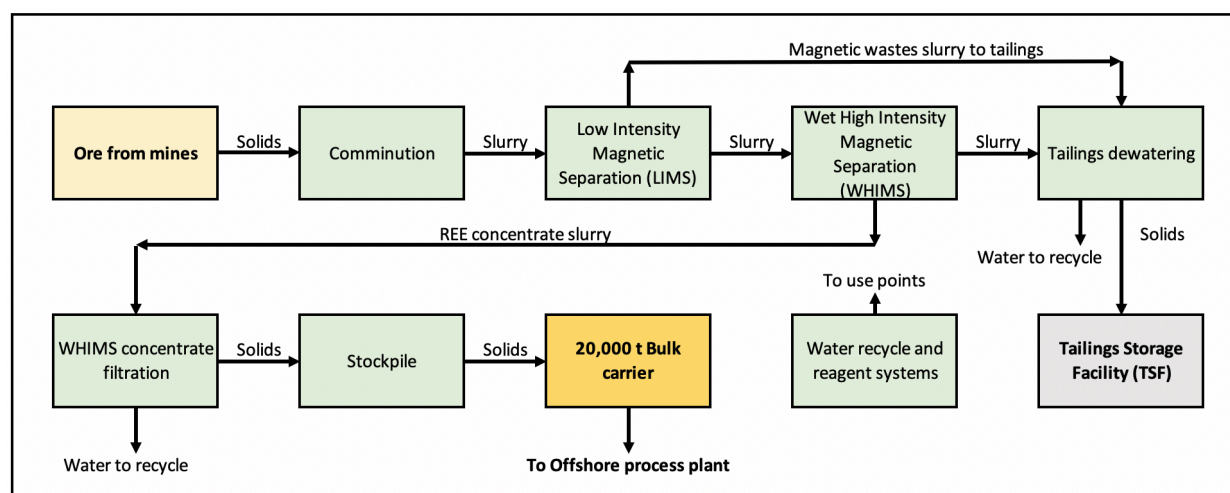 Magnetic wastes slurry to tailings
Ore from mines
Solids
Comminution
Slurry
Low Intensity
Magnetic
Separation (LIMS)
Slurry
Wet High Intensity
Magnetic
Separation
(WHIMS)
Slurry
Tailings dewatering
REE concentrate slurry
Water to recycle
Solids
To use points
WHIMS concentrate
filtration
Solids
Stockpile
Solids
20,000 t Bulk
carrier
Water recycle and
reagent systems
Tailings Storage
Facility (TSF)
Water to recycle
To Offshore process plant